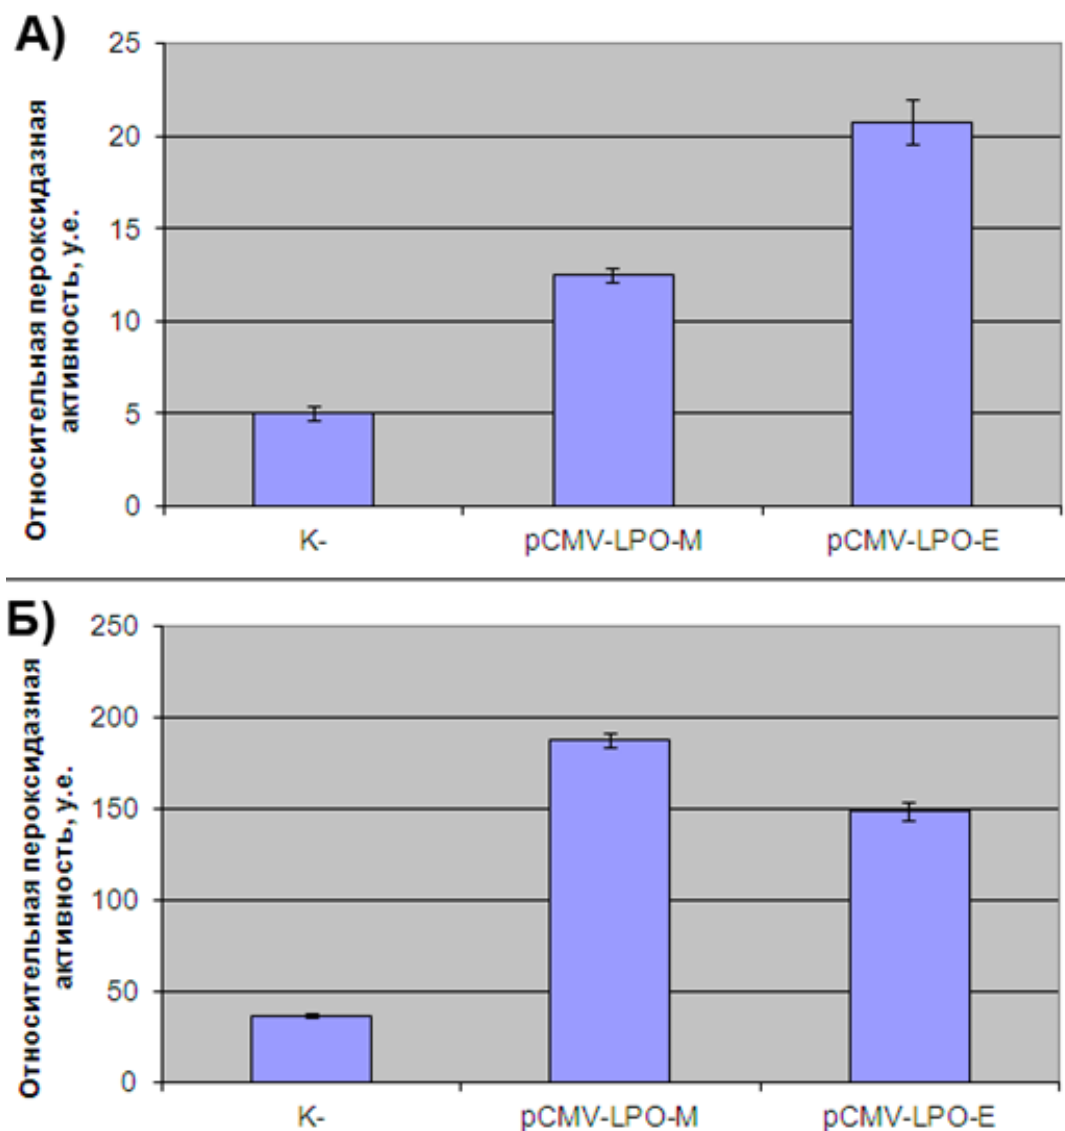 А)
Относительная пероксидазная
активность, у.е.
25
20
15
10
5
0
К-
pCMV-LPO-M
pCMV-LPO-E
Б)
Относительная пероксидазная
активность, у.е.
250
200
150
100
50
0
К-
pCMV-LPO-M
pCMV-LPO-E